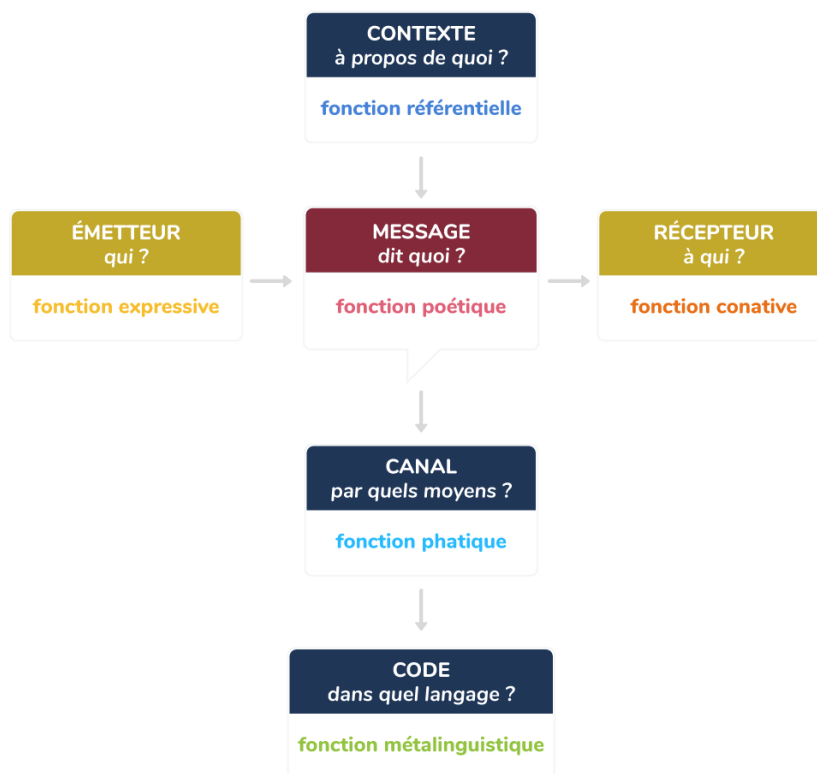 CONTEXTE
à propos de quoi ?
fonction référentielle
ÉMETTEUR
qui ?
fonction expressive
MESSAGE
dit quoi ?
fonction poétique
RÉCEPTEUR
à qui ?
fonction conative
CANAL
par quels moyens ?
fonction phatique
CODE
dans quel langage ?
fonction métalinguistique